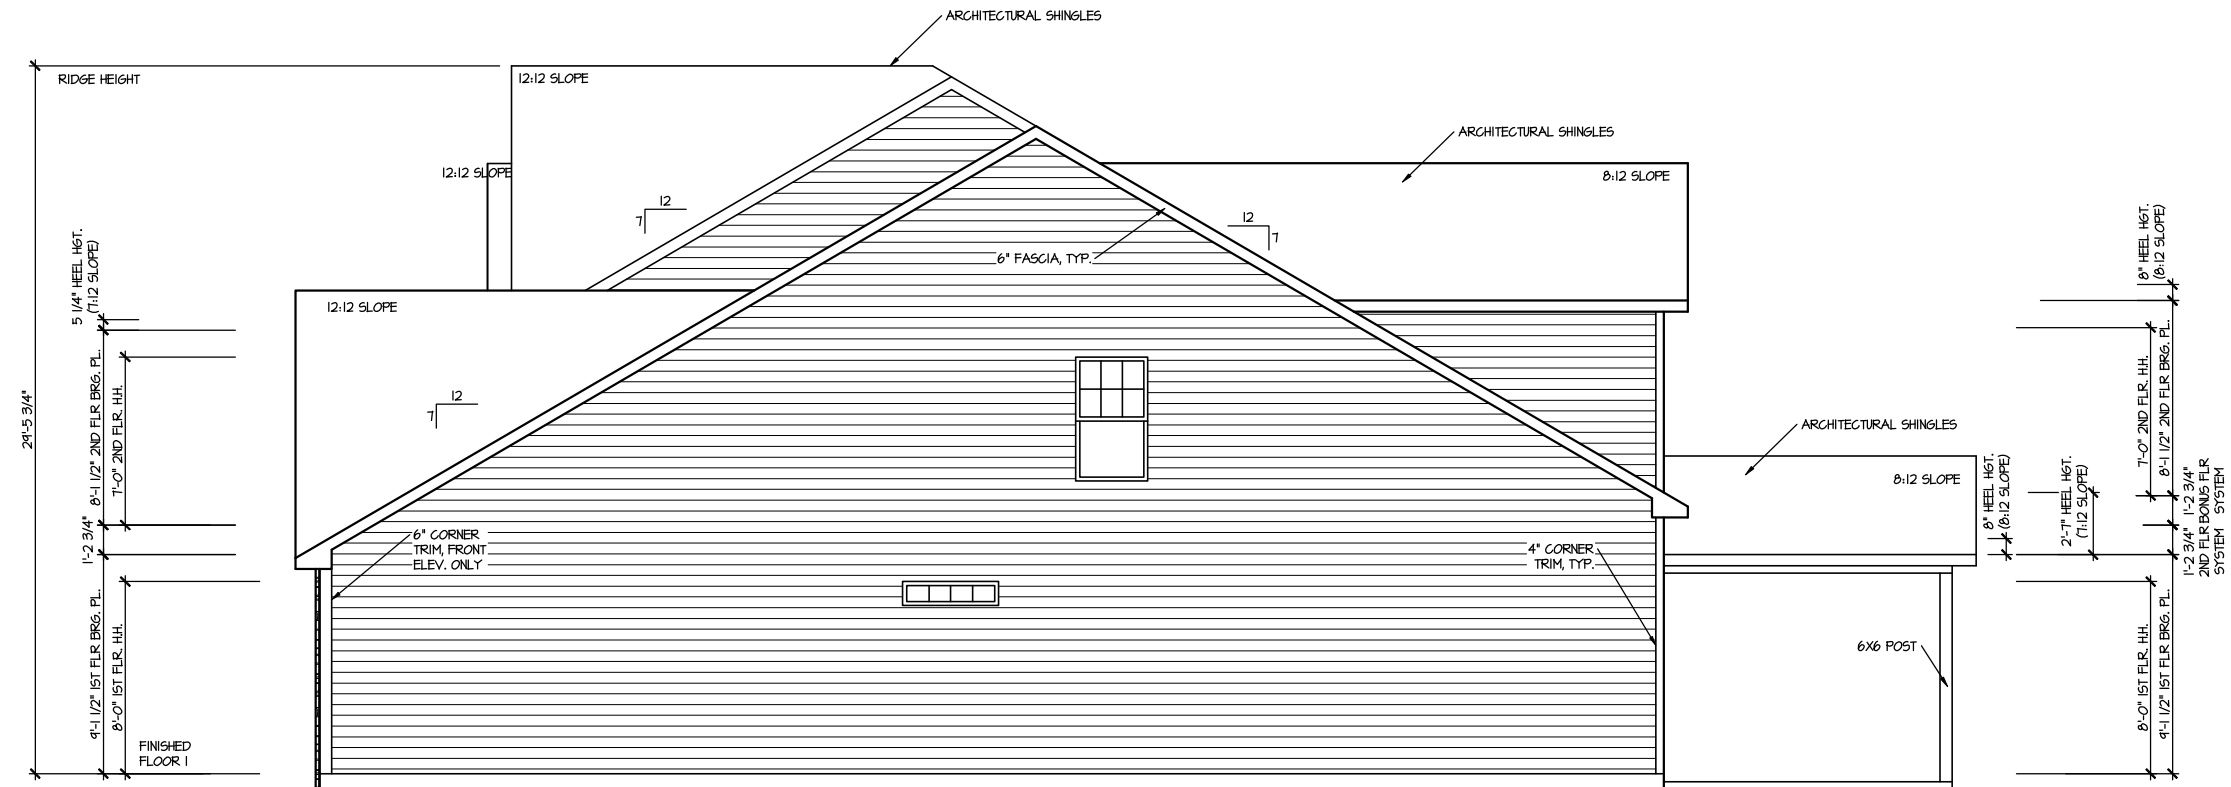 ARCHITECTURAL SHINGLES
RIDGE HEIGHT
12:12 SLOPE
ARCHITECTURAL SHINGLES
12:12 SLOPE
8:12 SLOPE
12
7
12
7
6" FASCIA, TYP.
5 1/4" HEEL HGT.
(7:12 SLOPE)
8" HEEL HGT.
(8:12 SLOPE)
12:12 SLOPE
29'-5 3/4"
8'-1 1/2" 2ND FLR BRG. PL.
7'-0" 2ND FLR. H.H.
12
7
ARCHITECTURAL SHINGLES
7'-0" 2ND FLR. H.H.
8'-1 1/2" 2ND FLR BRG. PL.
8:12 SLOPE
8" HEEL HGT.
(8:12 SLOPE)
2'-7" HEEL HGT.
(7:12 SLOPE)
1'-2 3/4"
1'-2 3/4"
BONUS FLR
SYSTEM
1'-2 3/4"
2ND FLR
SYSTEM
6" CORNER
TRIM, FRONT
ELEV. ONLY
4" CORNER
TRIM, TYP.
9'-1 1/2" 1ST FLR BRG. PL.
8'-0" 1ST FLR. H.H.
6X6 POST
8'-0" 1ST FLR. H.H.
9'-1 1/2" 1ST FLR BRG. PL.
FINISHED
FLOOR 1